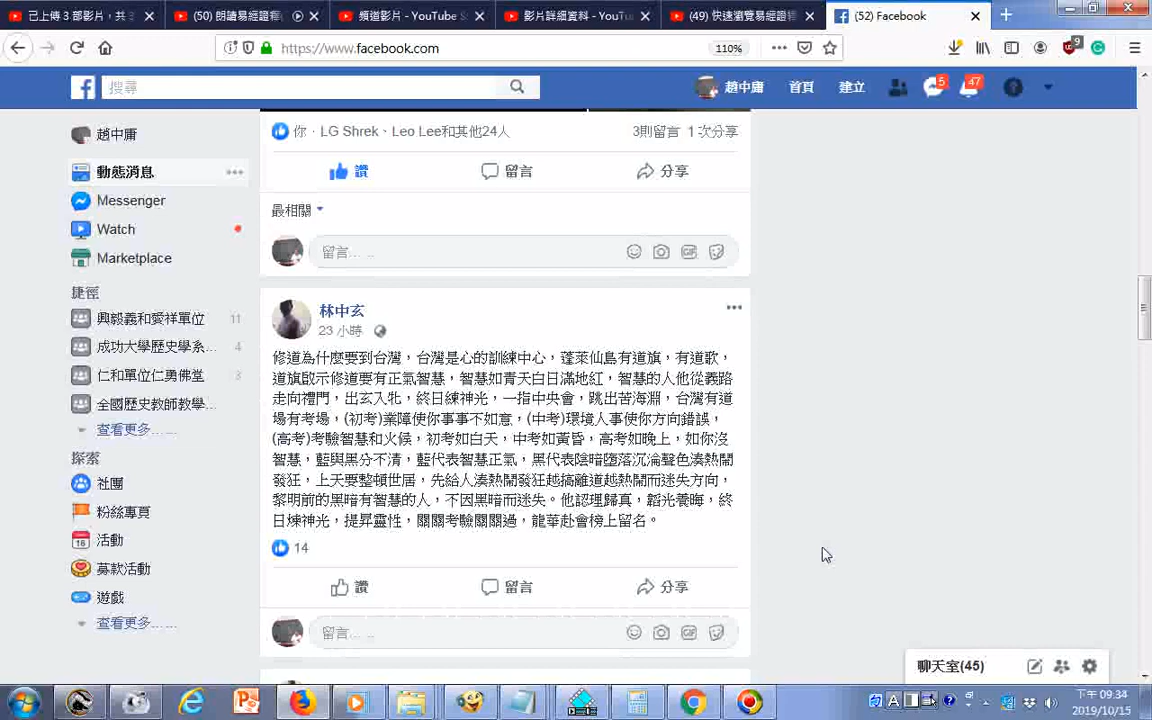 已上傳 3 部影片，共 3
(50) 朗讀易經證釋(
頻道影片 - YouTube S
影片詳細資料 - YouTu
(49) 快速瀏覽易經證釋
(52) Facebook
https://www.facebook.com
110%
9
搜尋
趙中庸
首頁
建立
5
47
趙中庸
動態消息
Messenger
Watch
Marketplace
捷徑
興毅義和愛祥單位 11
成功大學歷史學系... 4
仁和單位仁勇佛堂 3
全國歷史教師教學...
查看更多......
探索
社團
粉絲專頁
活動
募款活動
遊戲
查看更多......
你、LG Shrek、Leo Lee和其他24人
3則留言 1 次分享
讚 留言 分享
最相關
留言......
林中玄
23 小時
修道為什麼要到台灣，台灣是心的訓練中心，蓬萊仙島有道旗，有道歌，
道旗啟示修道要有正氣智慧，智慧如青天白日滿地紅，智慧的人他從義路
走向禮門，出玄入牝，終日練神光，一指中央會，跳出苦海淵，台灣有道
場有考場，(初考)業障使你事事不如意，(中考)環境人事使你方向錯誤，
(高考)考驗智慧和火候，初考如白天，中考如黃昏，高考如晚上，如你沒
智慧，藍與黑分不清，藍代表智慧正氣，黑代表陰暗墮落沉淪聲色湊熱鬧
發狂，上天要整頓世居，先給人湊熱鬧發狂越搞離道越熱鬧而迷失方向，
黎明前的黑暗有智慧的人，不因黑暗而迷失。他認理歸真，韜光養晦，終
日煉神光，提昇靈性，關關考驗關關過，龍華赴會榜上留名。
14
讚 留言 分享
留言......
聊天室(45)
下午 09:34
2019/10/15